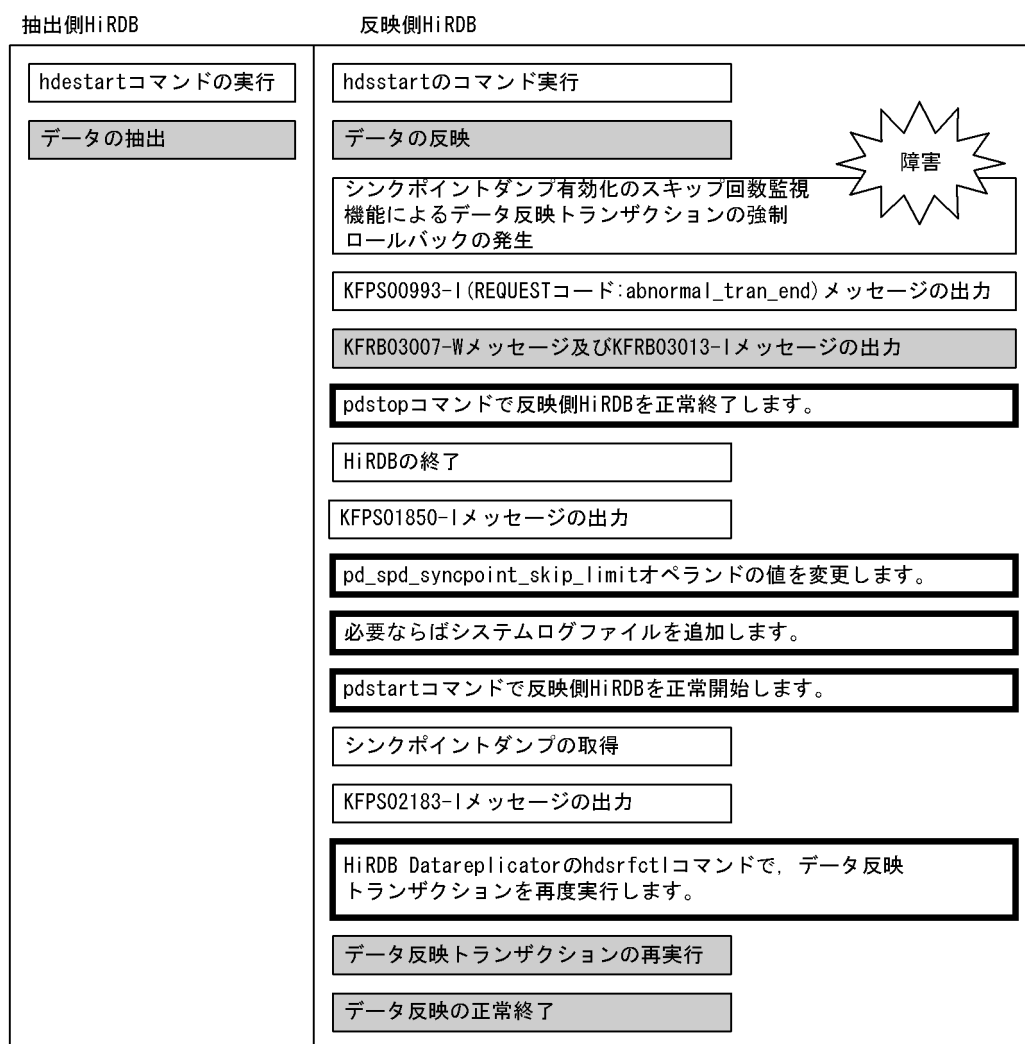 抽出側HiRDB
反映側HiRDB
hdestartコマンドの実行
hdsstartのコマンド実行
データの抽出
データの反映
障害
シンクポイントダンプ有効化のスキップ回数監視
機能によるデータ反映トランザクションの強制
ロールバックの発生
KFPS00993-I(REQUESTコード:abnormal_tran_end)メッセージの出力
KFRB03007-Wメッセージ及びKFRB03013-Iメッセージの出力
pdstopコマンドで反映側HiRDBを正常終了します。
HiRDBの終了
KFPS01850-Iメッセージの出力
pd_spd_syncpoint_skip_limitオペランドの値を変更します。
必要ならばシステムログファイルを追加します。
pdstartコマンドで反映側HiRDBを正常開始します。
シンクポイントダンプの取得
KFPS02183-Iメッセージの出力
HiRDB Datareplicatorのhdsrfctlコマンドで，データ反映
トランザクションを再度実行します。
データ反映トランザクションの再実行
データ反映の正常終了